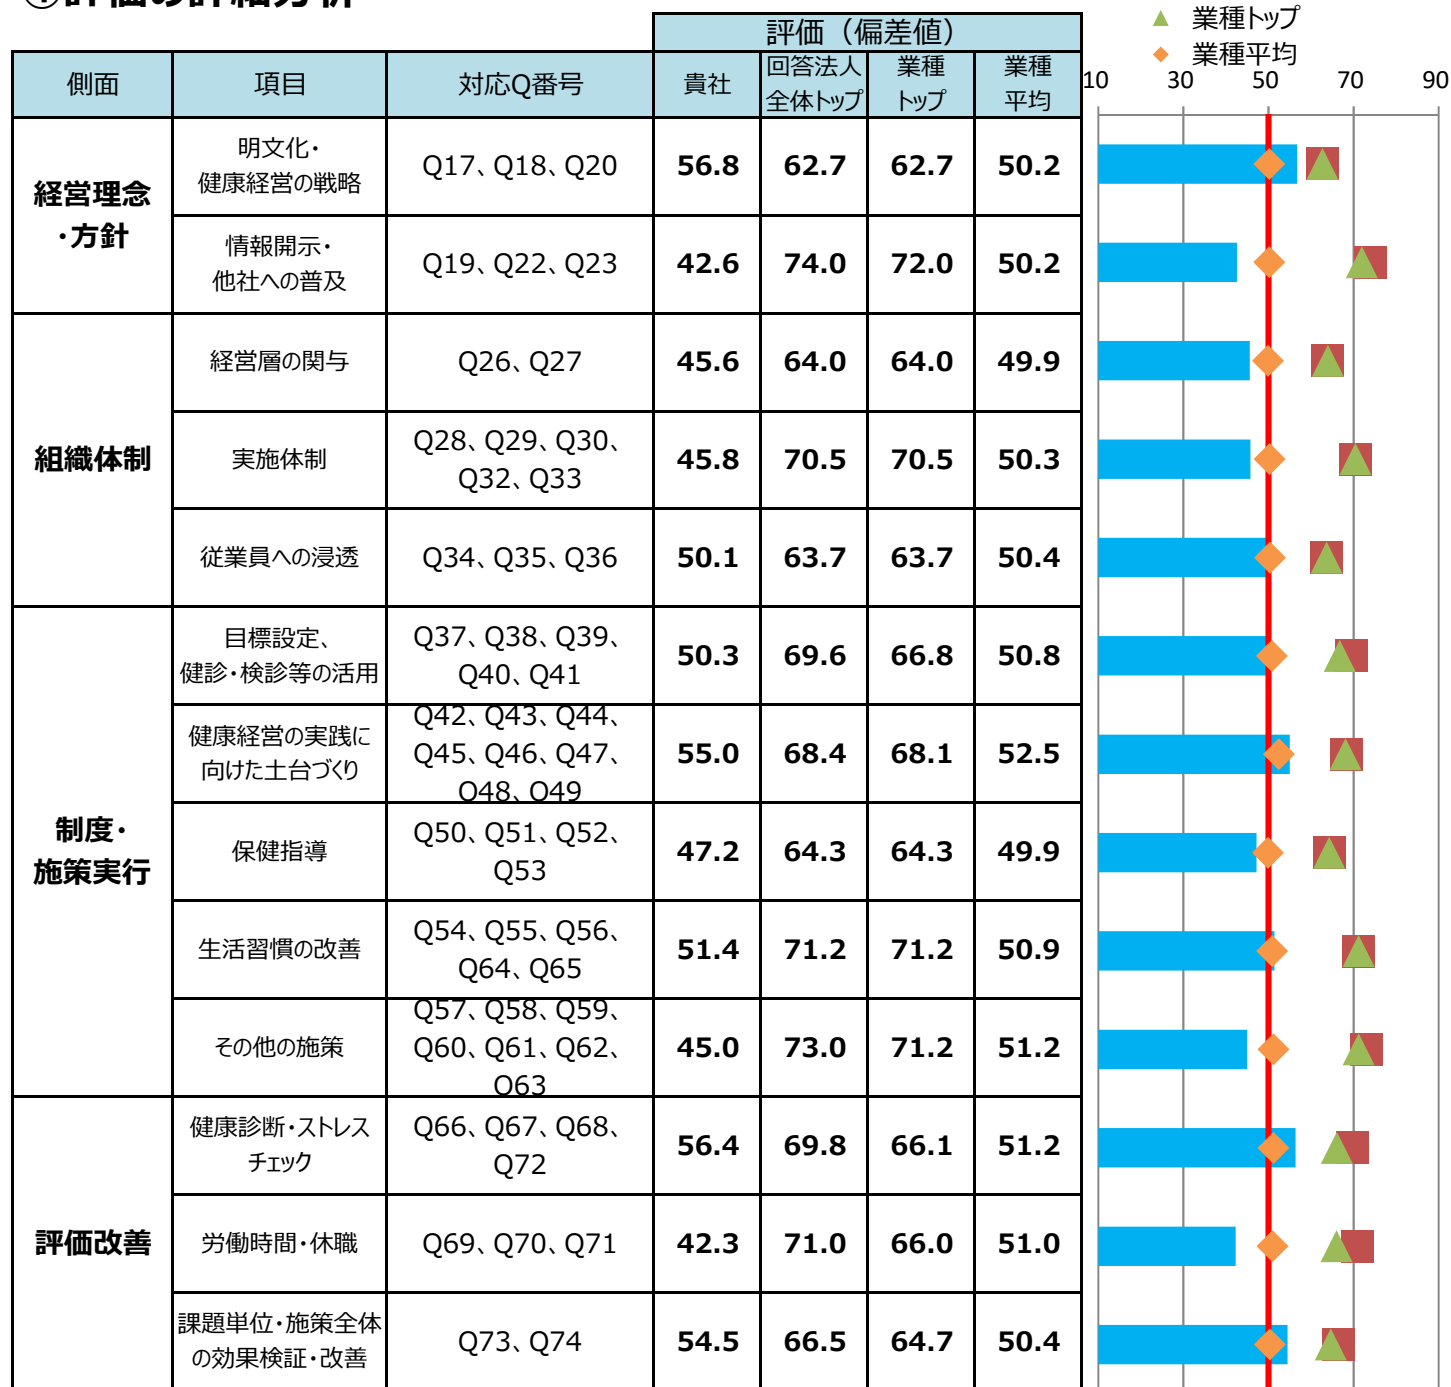 ④評価の詳細分析
▲ 業種トップ
◆ 業種平均
評価（偏差値）
側面 項目 対応Q番号 貴社 回答法人 業種 業種
全体トップ トップ 平均
10 30 50 70 90
経営理念
・方針
明文化・
健康経営の戦略
Q17、Q18、Q20 56.8 62.7 62.7 50.2
情報開示・
他社への普及
Q19、Q22、Q23 42.6 74.0 72.0 50.2
組織体制
経営層の関与 Q26、Q27 45.6 64.0 64.0 49.9
実施体制
Q28、Q29、Q30、
Q32、Q33
45.8 70.5 70.5 50.3
従業員への浸透 Q34、Q35、Q36 50.1 63.7 63.7 50.4
制度・
施策実行
目標設定、
健診・検診等の活用
Q37、Q38、Q39、
Q40、Q41
50.3 69.6 66.8 50.8
健康経営の実践に
向けた土台づくり
Q42、Q43、Q44、
Q45、Q46、Q47、
Q48、Q49
55.0 68.4 68.1 52.5
保健指導
Q50、Q51、Q52、
Q53
47.2 64.3 64.3 49.9
生活習慣の改善
Q54、Q55、Q56、
Q64、Q65
51.4 71.2 71.2 50.9
その他の施策
Q57、Q58、Q59、
Q60、Q61、Q62、
Q63
45.0 73.0 71.2 51.2
評価改善
健康診断・ストレス
チェック
Q66、Q67、Q68、
Q72
56.4 69.8 66.1 51.2
労働時間・休職 Q69、Q70、Q71 42.3 71.0 66.0 51.0
課題単位・施策全体
の効果検証・改善
Q73、Q74 54.5 66.5 64.7 50.4